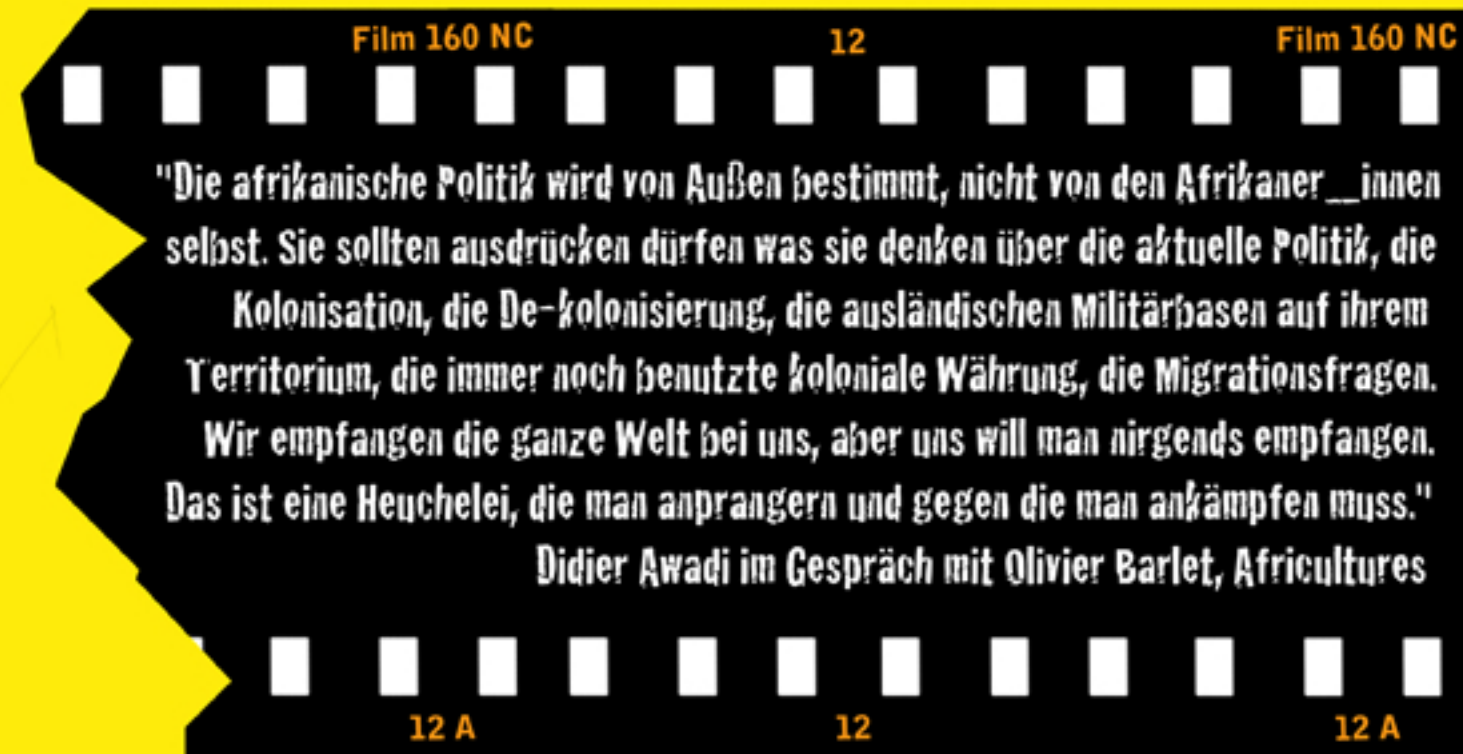 Film 160 NC 12 Film 160 NC
"Die afrikanische Politik wird von Außen bestimmt, nicht von den Afrikaner__innen
selbst. Sie sollten ausdrücken dürfen was sie denken über die aktuelle Politik, die
Kolonisation, die De-kolonisierung, die ausländischen Militärbasen auf ihrem
Territorium, die immer noch benutzte koloniale Währung, die Migrationsfragen.
Wir empfangen die ganze Welt bei uns, aber uns will man nirgends empfangen.
Das ist eine Heuchelei, die man anprangern und gegen die man ankämpfen muss."
Didier Awadi im Gespräch mit Olivier Barlet, Africultures
12 A 12 12 A